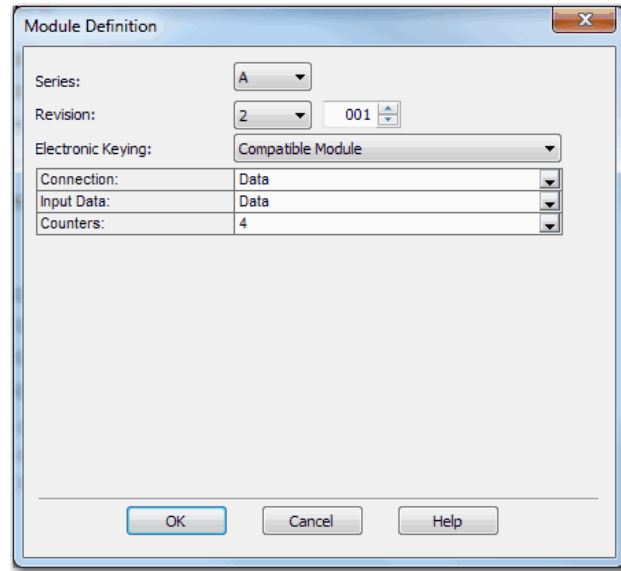 Module Definition
Series: A
Revision: 2 001
Electronic Keying: Compatible Module
Connection: Data
Input Data: Data
Counters: 4
OK Cancel Help